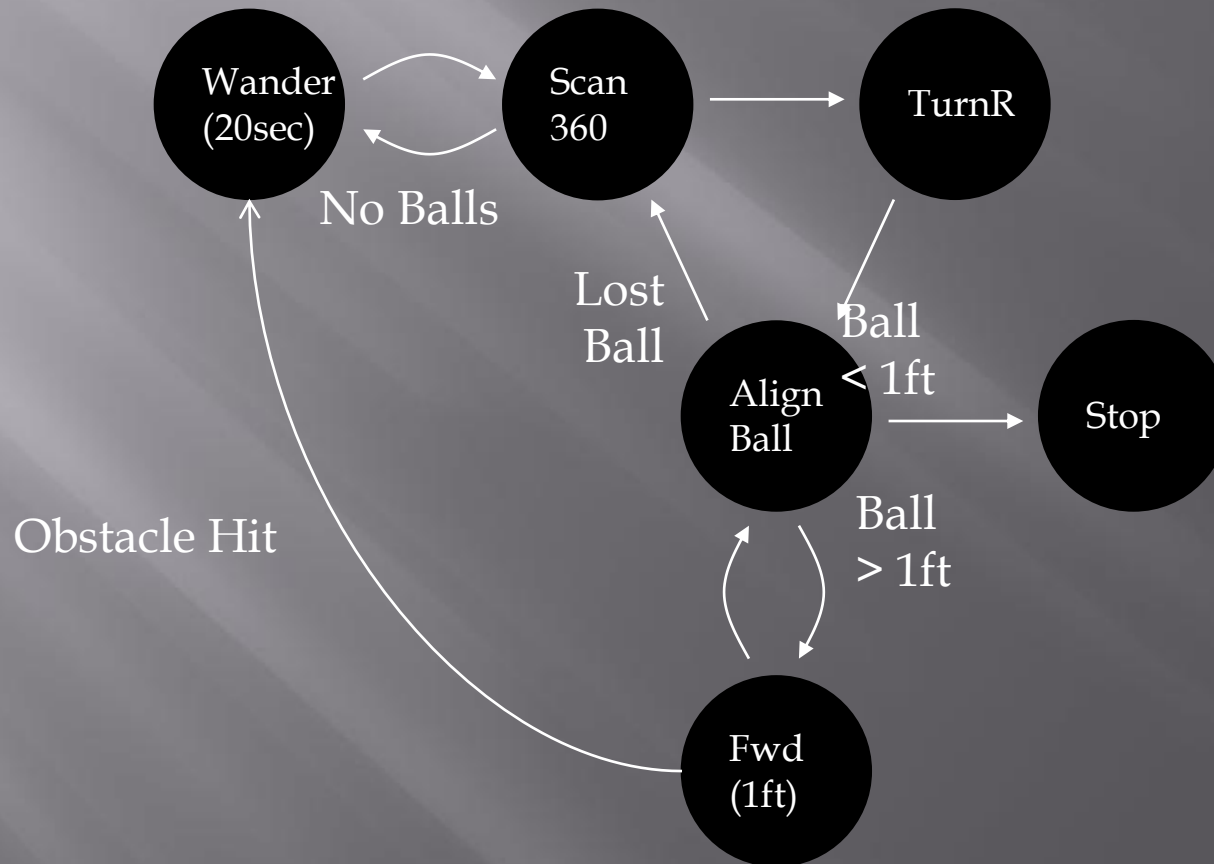 Wander
(20sec)
Scan
360
TurnR
No Balls
Lost
Ball
Ball
< 1ft
Align
Ball
Stop
Ball
> 1ft
Obstacle Hit
Fwd
(1ft)